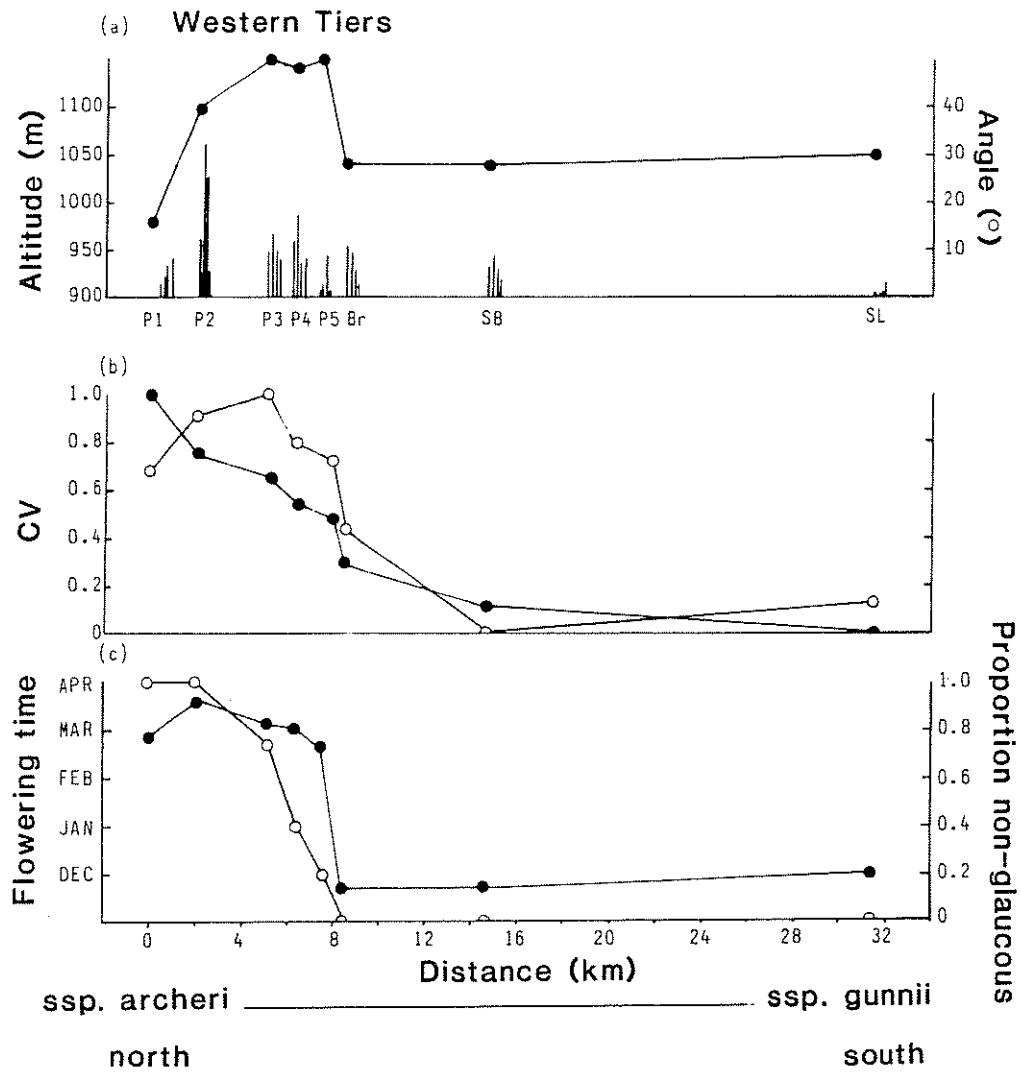 (a) Western Tiers
Altitude (m)
1100
1050
1000
950
900
Angle (O)
40
30
20
10
P1 P2 P3 P4 P5 Br SB SL
(b)
CV
1.0
0.8
0.6
0.4
0.2
0
(c)
Flowering time
APR
MAR
FEB
JAN
DEC
Proportion non-glaucous
1.0
0.8
0.6
0.4
0.2
0
0 4 8 12 16 20 24 28 32
Distance (km)
ssp. archeri ssp. gunnii
north south